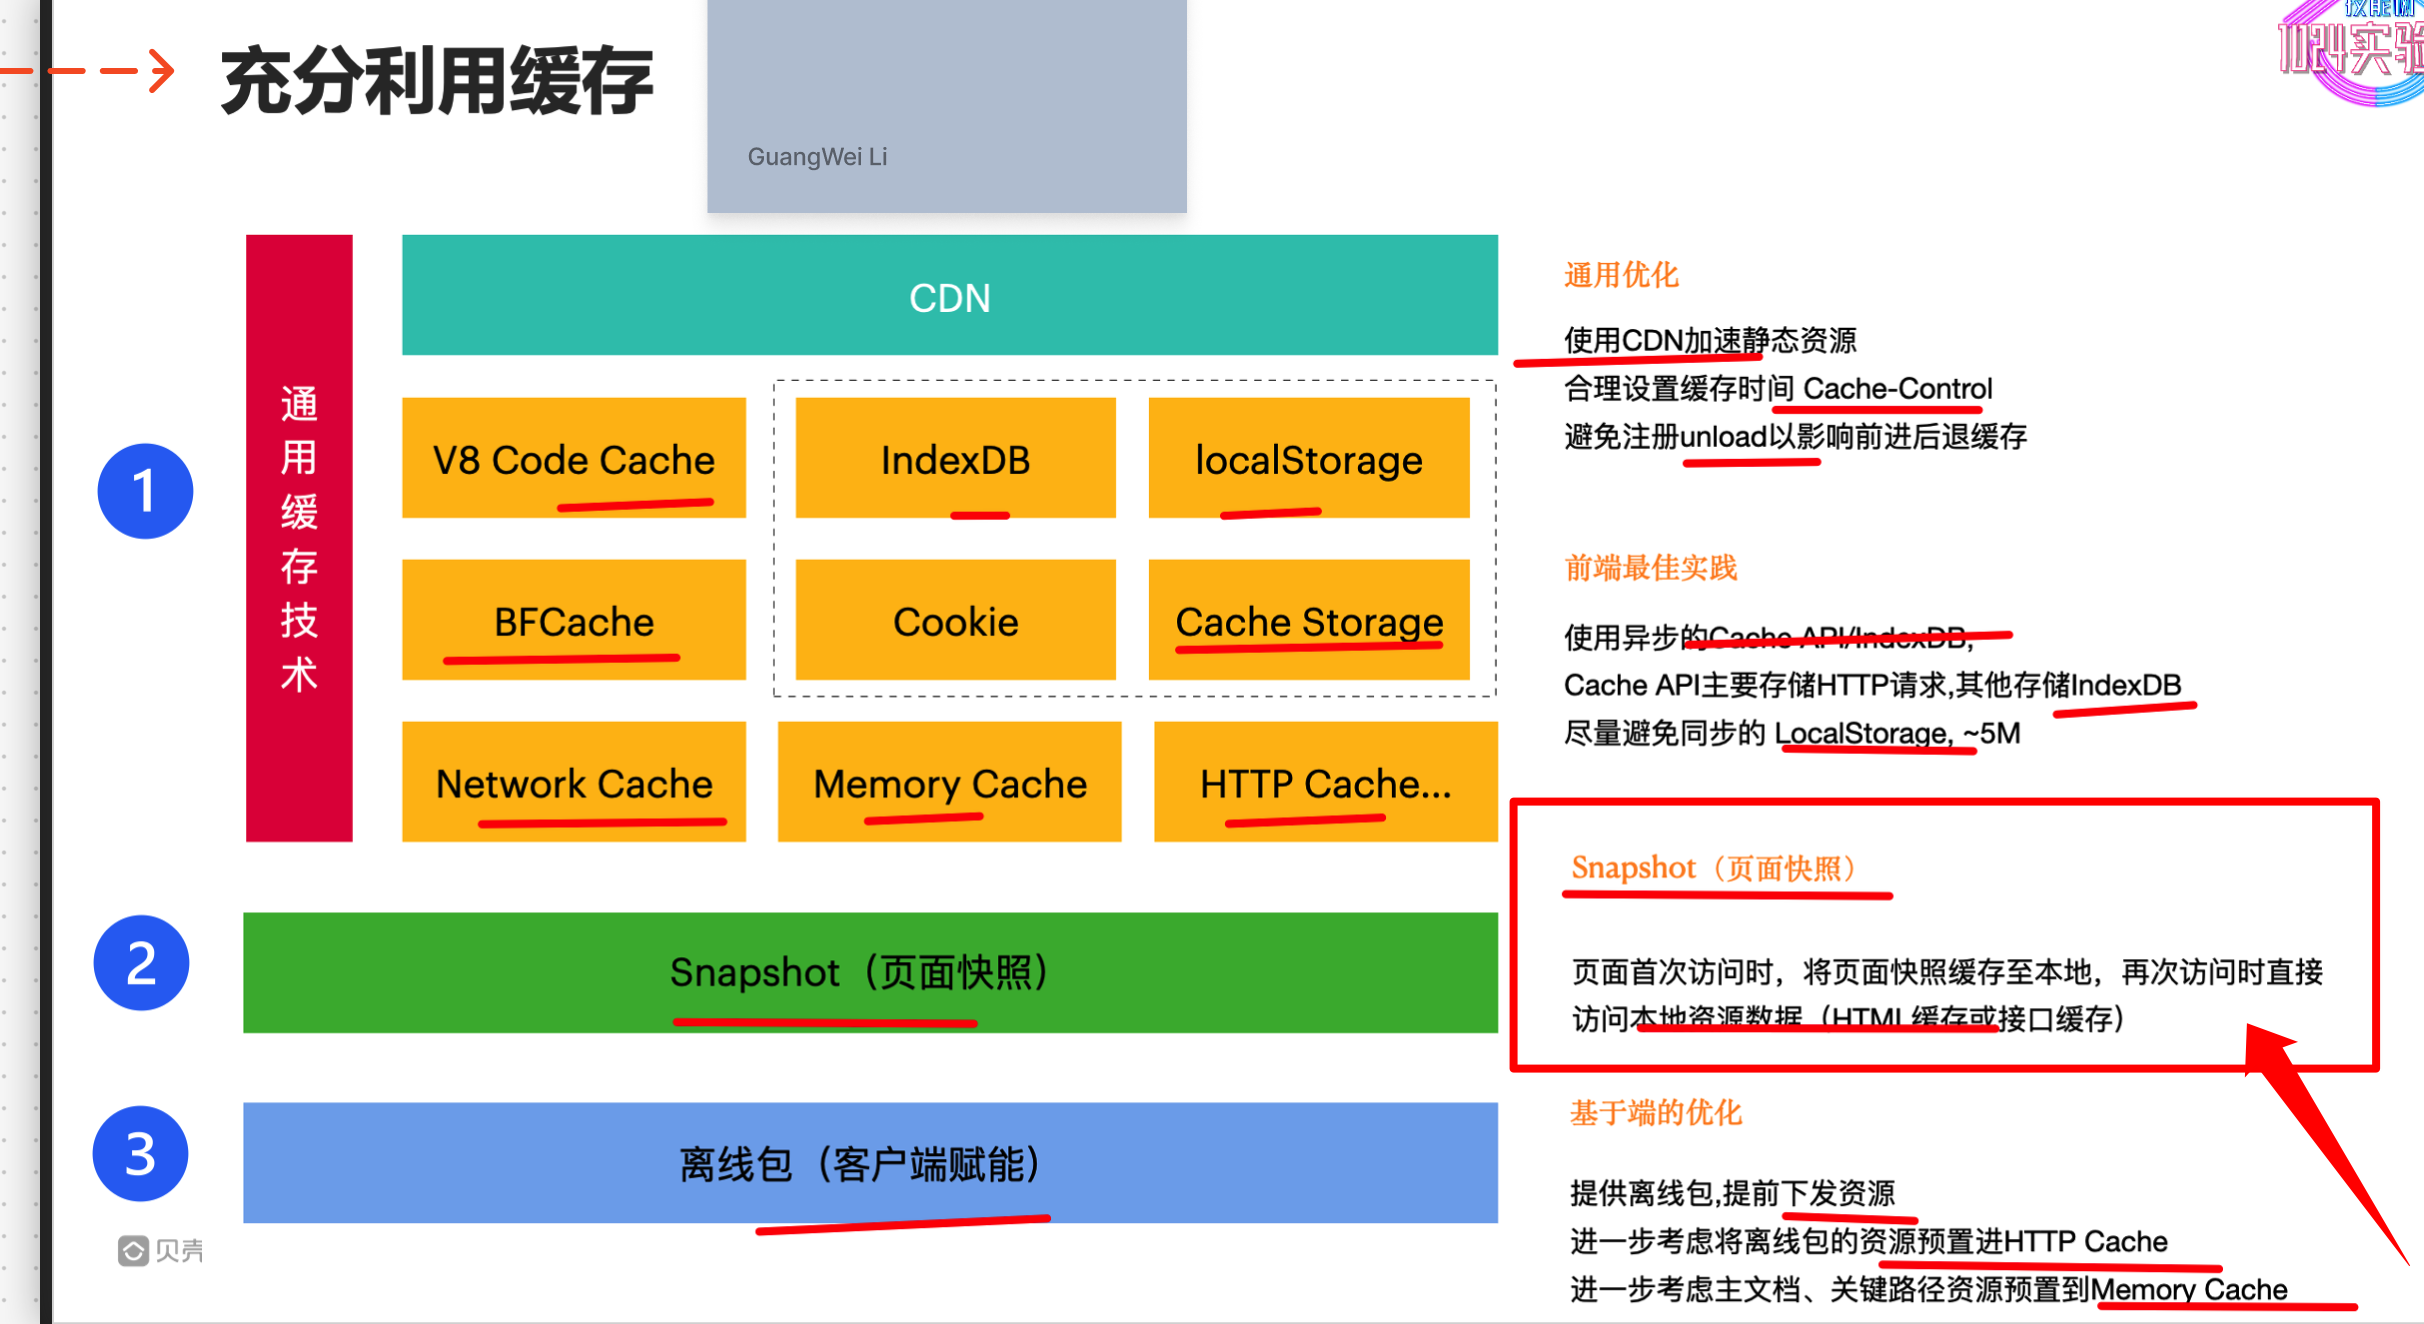 充分利用缓存
GuangWei Li
1024实验
1
通用缓存技术
CDN
V8 Code Cache
IndexDB
localStorage
BFCache
Cookie
Cache Storage
Network Cache
Memory Cache
HTTP Cache...
2
Snapshot（页面快照）
3
离线包（客户端赋能）
贝壳
通用优化
使用CDN加速静态资源
合理设置缓存时间 Cache-Control
避免注册unload以影响前进后退缓存
前端最佳实践
使用异步的Cache API/IndexDB,
Cache API主要存储HTTP请求,其他存储IndexDB
尽量避免同步的 LocalStorage, ~5M
Snapshot（页面快照）
页面首次访问时，将页面快照缓存至本地，再次访问时直接
访问本地资源数据（HTML缓存或接口缓存）
基于端的优化
提供离线包,提前下发资源
进一步考虑将离线包的资源预置进HTTP Cache
进一步考虑主文档、关键路径资源预置到Memory Cache